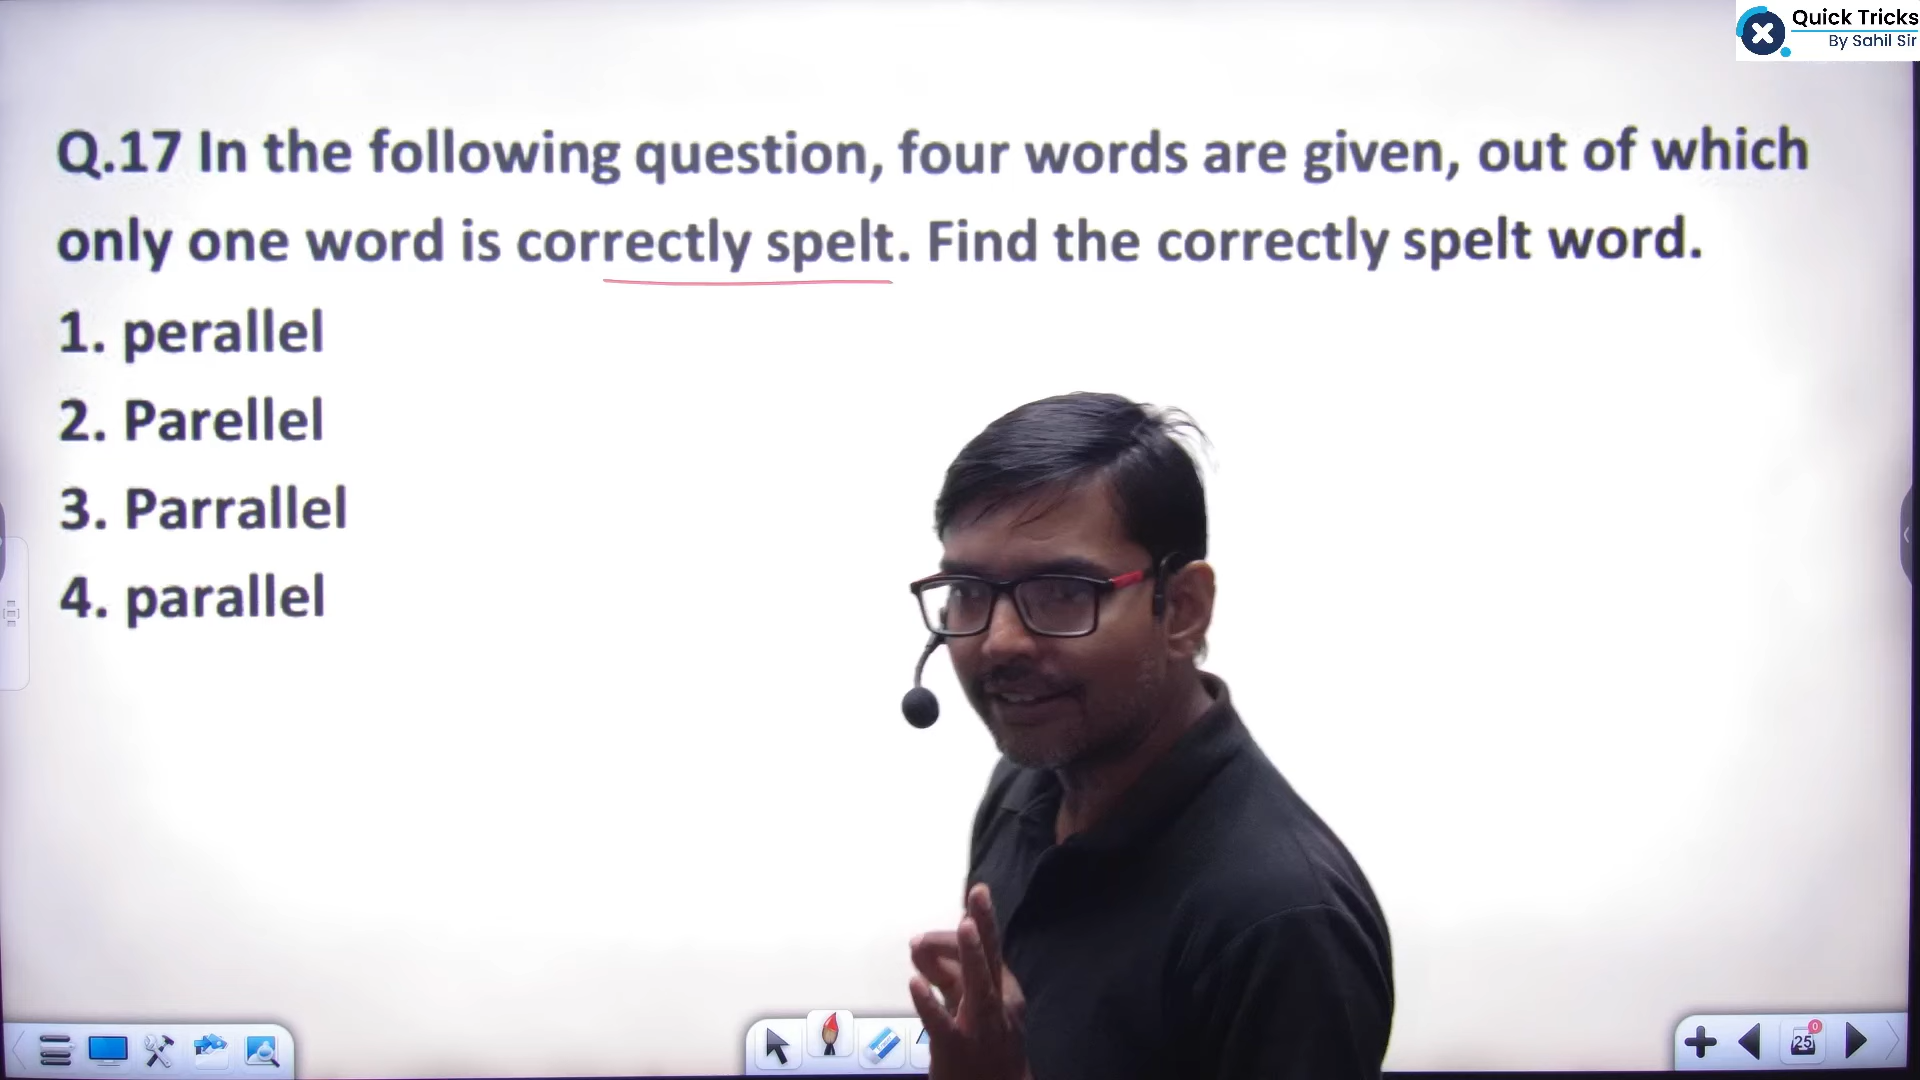 Quick Tricks
By Sahil Sir
Q.17 In the following question, four words are given, out of which
only one word is correctly spelt. Find the correctly spelt word.
1. perallel
2. Parellel
3. Parrallel
4. parallel
0
25